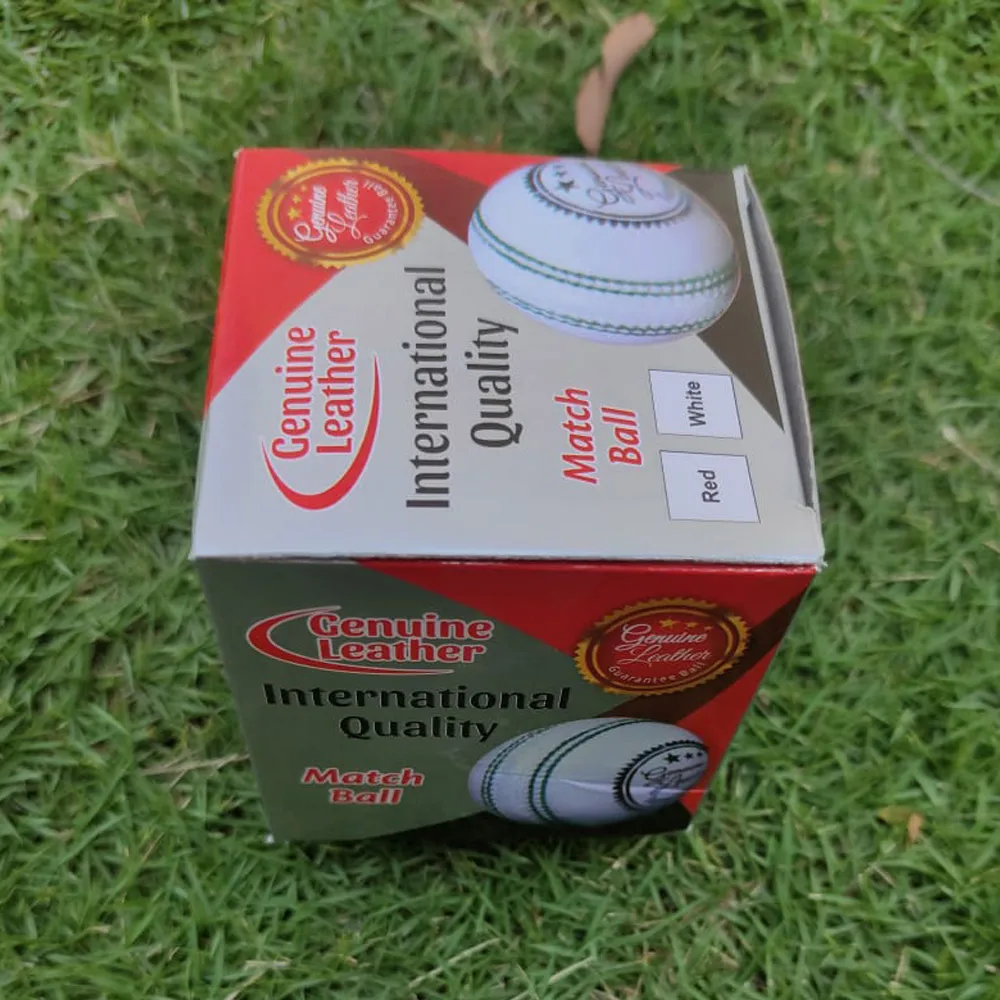 Genuine
Leather
Guarantee Ball
Genuine
Leather
International
Quality
Match
Ball
White
Red
Genuine
Leather
International
Quality
Match
Ball
Genuine
Leather
Guarantee Ball